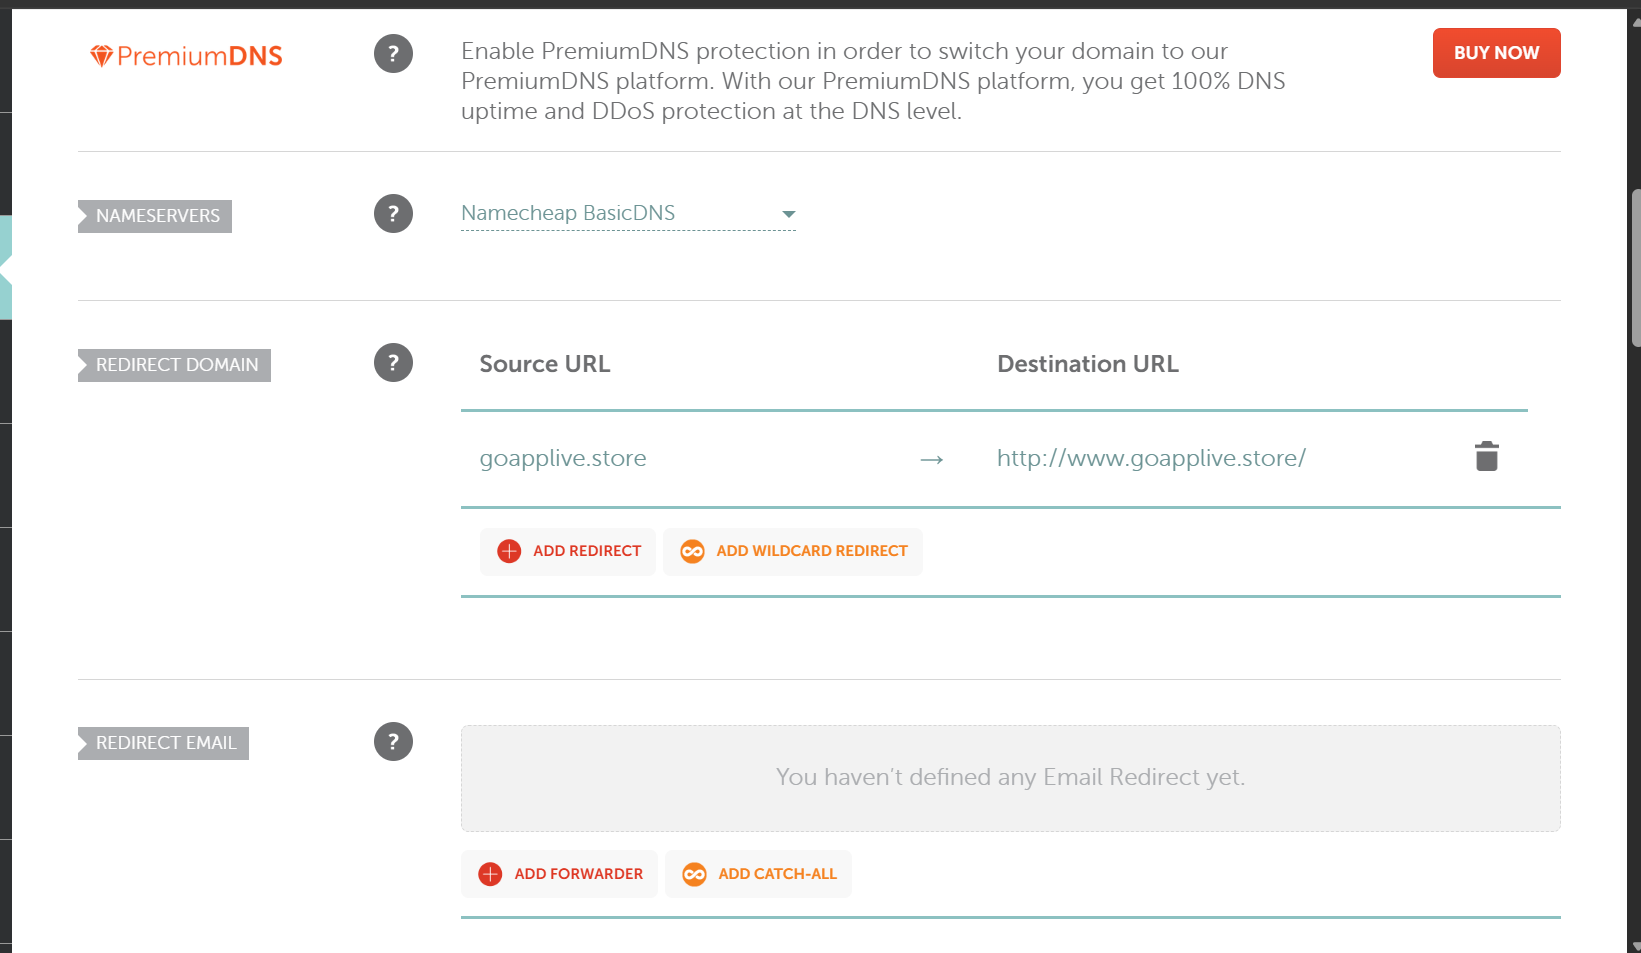 PremiumDNS
?
Enable PremiumDNS protection in order to switch your domain to our
PremiumDNS platform. With our PremiumDNS platform, you get 100% DNS
uptime and DDoS protection at the DNS level.
BUY NOW
NAMESERVERS
?
Namecheap BasicDNS
REDIRECT DOMAIN
?
Source URL
Destination URL
goapplive.store
→
http://www.goapplive.store/
ADD REDIRECT
ADD WILDCARD REDIRECT
REDIRECT EMAIL
?
You haven't defined any Email Redirect yet.
ADD FORWARDER
ADD CATCH-ALL